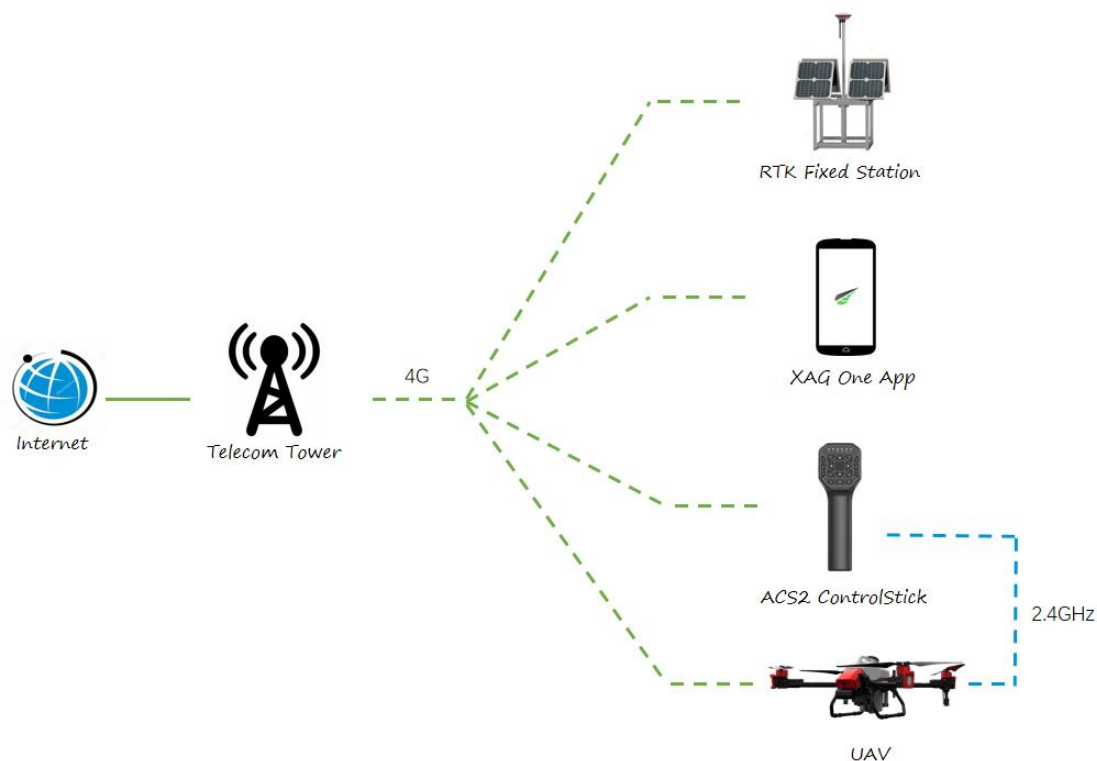 RTK Fixed Station
XAG One App
4G
Internet
Telecom Tower
ACS2 ControlStick
2.4GHz
UAV